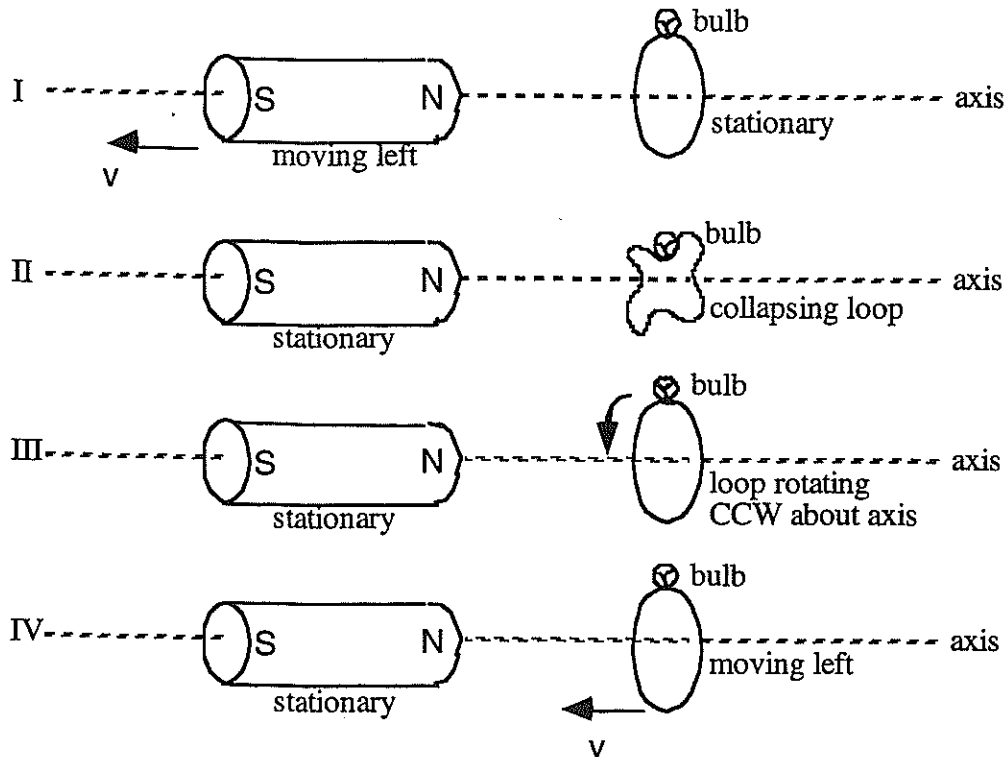 bulb
I
S
N
axis
stationary
moving left
v
bulb
II
S
N
axis
collapsing loop
stationary
bulb
III
S
N
axis
loop rotating
CCW about axis
stationary
bulb
IV
S
N
axis
moving left
stationary
v